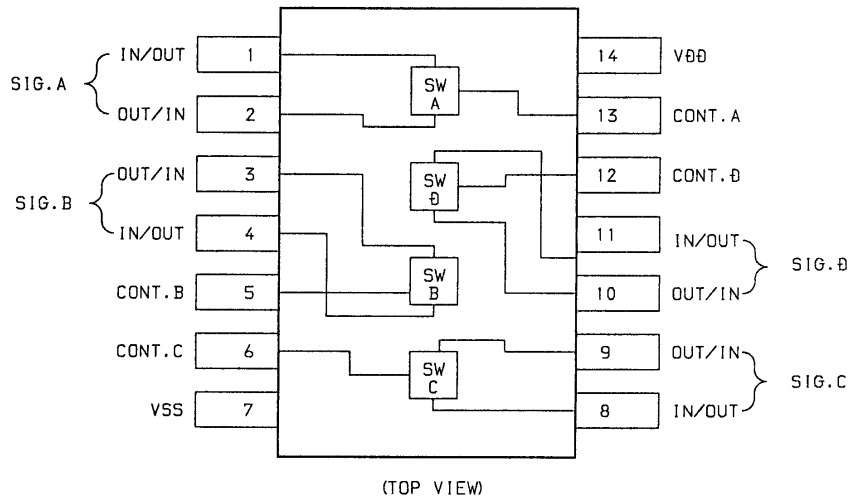 IN/OUT 1 14 VĐĐ
SIG.A SW A
OUT/IN 2 13 CONT.A
OUT/IN 3 12 CONT.Đ
SW Đ
SIG.B
IN/OUT 4 11 IN/OUT
SW B SIG.Đ
CONT.B 5 10 OUT/IN
CONT.C 6 9 OUT/IN
SW C SIG.C
VSS 7 8 IN/OUT
(TOP VIEW)